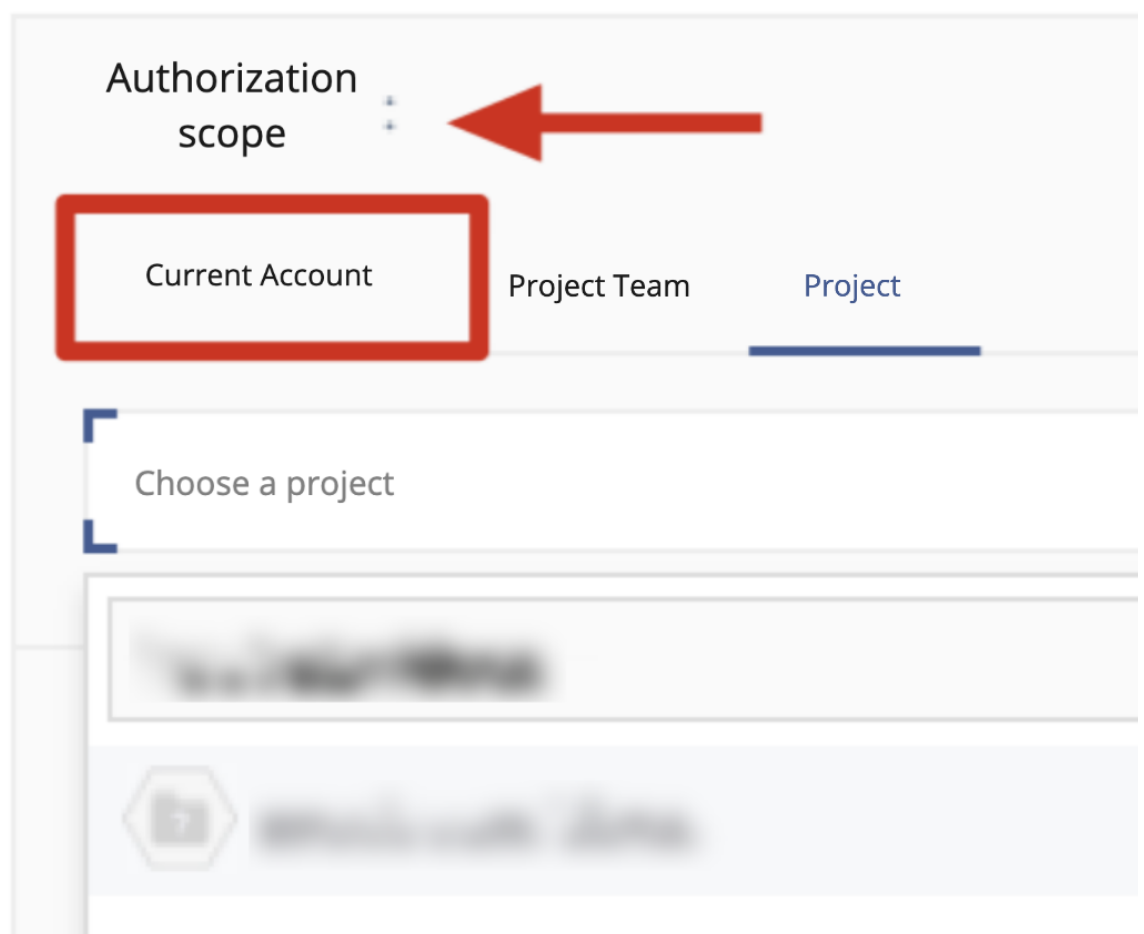 Authorization
scope :
Current Account
Project Team
Project
Choose a project